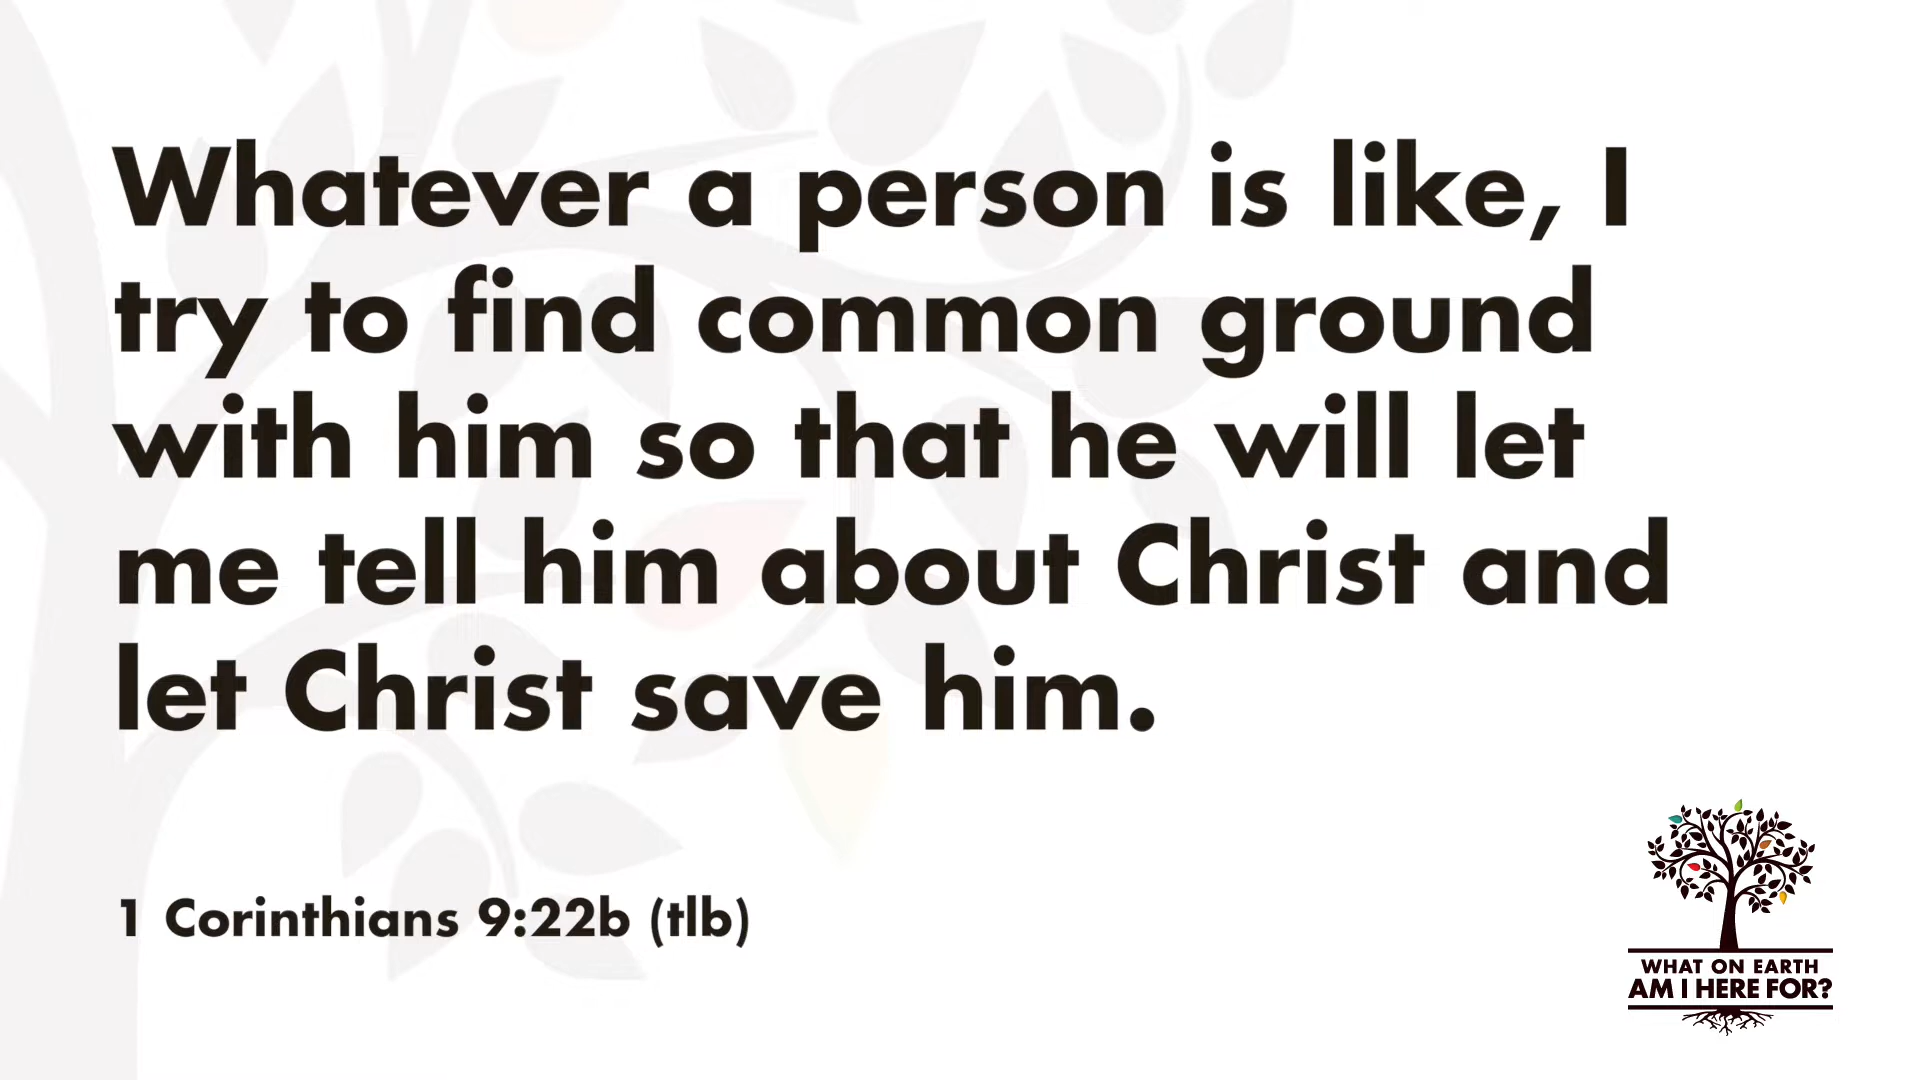 Whatever a person is like, I
try to find common ground
with him so that he will let
me tell him about Christ and
let Christ save him.
1 Corinthians 9:22b (tlb)
WHAT ON EARTH
AM I HERE FOR?